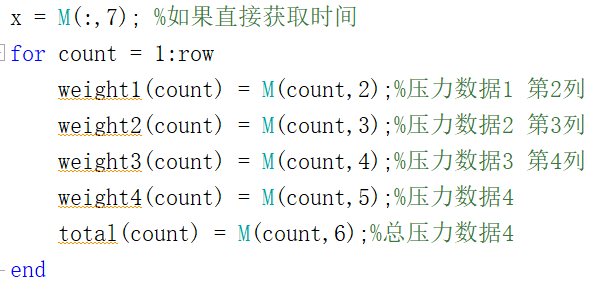 x = M(:,7); %如果直接获取时间
for count = 1:row
weight1(count) = M(count,2);%压力数据1 第2列
weight2(count) = M(count,3);%压力数据2 第3列
weight3(count) = M(count,4);%压力数据3 第4列
weight4(count) = M(count,5);%压力数据4
total(count) = M(count,6);%总压力数据4
end